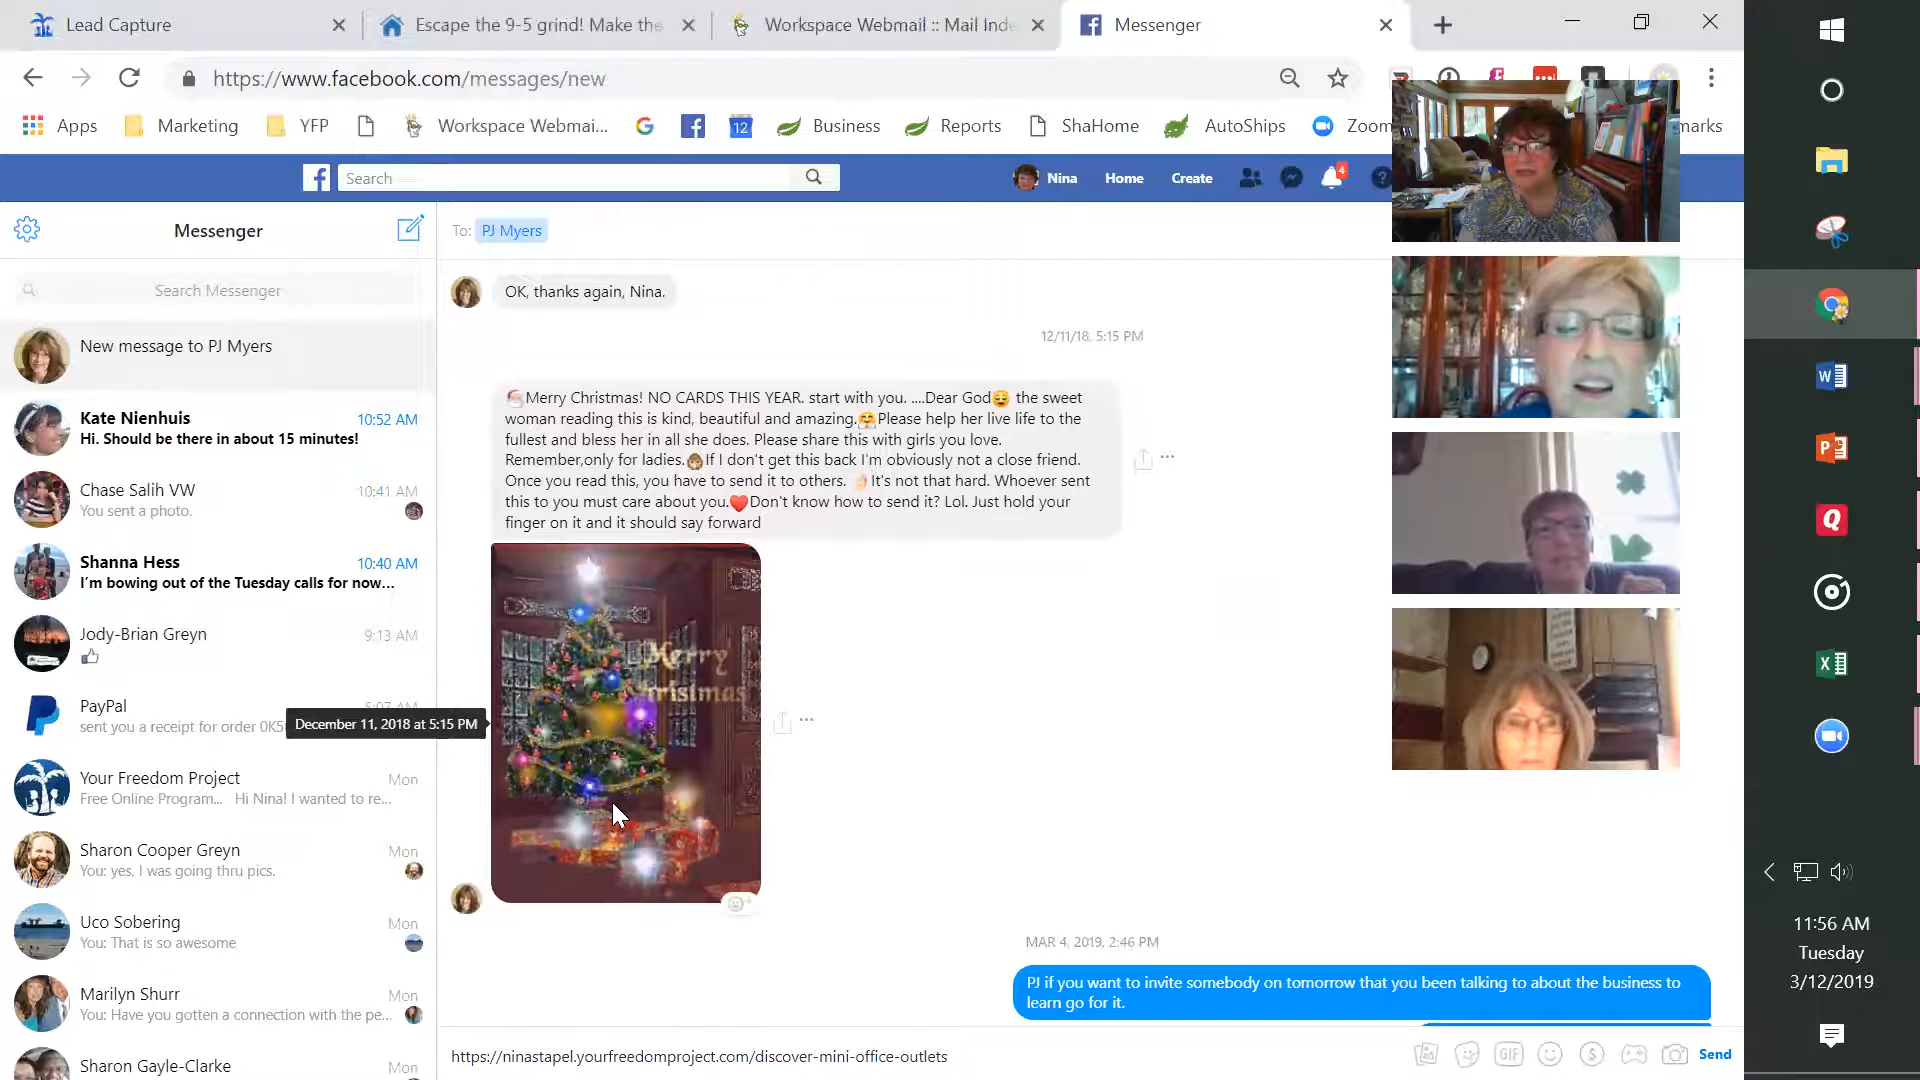 Lead Capture
Escape the 9-5 grind! Make the
Workspace Webmail :: Mail Inde
Messenger
https://www.facebook.com/messages/new
Apps
Marketing
YFP
Workspace Webmai...
12
Business
Reports
ShaHome
AutoShips
Zoom
marks
Search
Nina
Home
Create
4
Messenger
To: PJ Myers
Search Messenger
New message to PJ Myers
Kate Nienhuis
10:52 AM
Hi. Should be there in about 15 minutes!
Chase Salih VW
10:41 AM
You sent a photo.
Shanna Hess
10:40 AM
I'm bowing out of the Tuesday calls for now...
Jody-Brian Greyn
9:13 AM
PayPal
5:07 AM
sent you a receipt for order 0K5
December 11, 2018 at 5:15 PM
Your Freedom Project
Mon
Free Online Program... Hi Nina! I wanted to re...
Sharon Cooper Greyn
Mon
You: yes, I was going thru pics.
Uco Sobering
Mon
You: That is so awesome
Marilyn Shurr
Mon
You: Have you gotten a connection with the pe...
Sharon Gayle-Clarke
Mon
OK, thanks again, Nina.
12/11/18, 5:15 PM
🎅Merry Christmas! NO CARDS THIS YEAR. start with you. ....Dear God😌 the sweet
woman reading this is kind, beautiful and amazing.🤗Please help her live life to the
fullest and bless her in all she does. Please share this with girls you love.
Remember,only for ladies.👩If I don't get this back I'm obviously not a close friend.
Once you read this, you have to send it to others. 👌It's not that hard. Whoever sent
this to you must care about you.❤Don't know how to send it? Lol. Just hold your
finger on it and it should say forward
Merry
Christmas
MAR 4, 2019, 2:46 PM
PJ if you want to invite somebody on tomorrow that you been talking to about the business to
learn go for it.
https://ninastapel.yourfreedomproject.com/discover-mini-office-outlets
GIF
Send
11:56 AM
Tuesday
3/12/2019